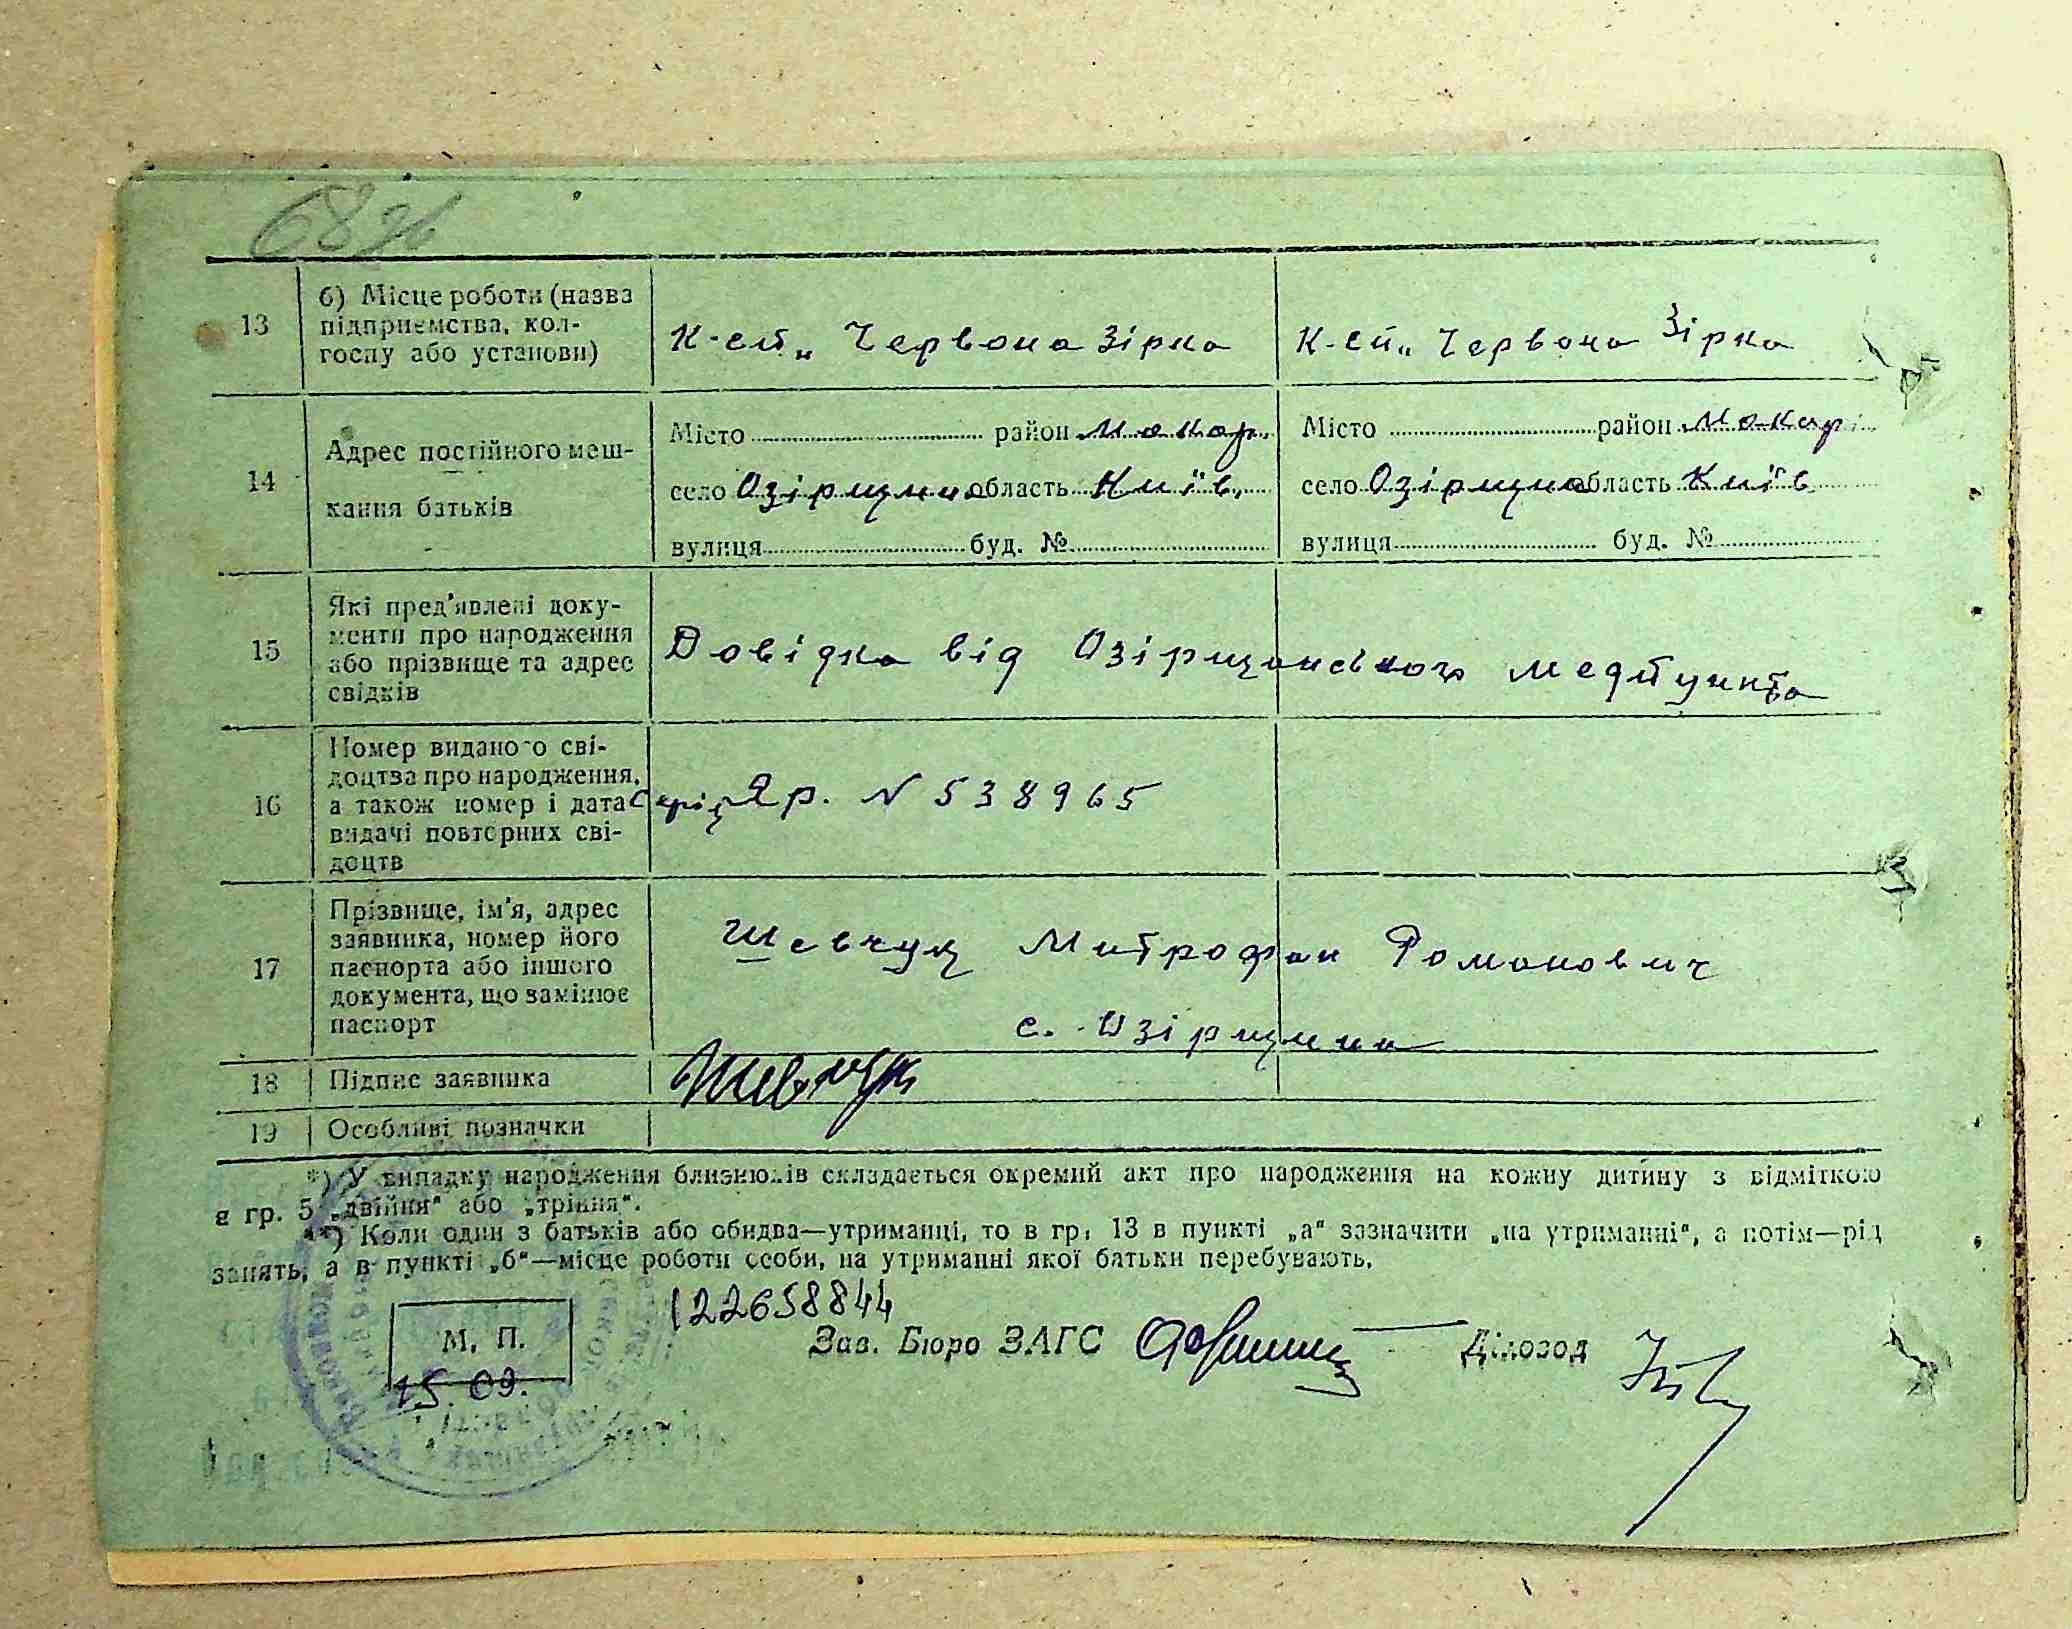 68
13
б) Місце роботи (назва
підприємства, кол-
госпу або установи)
К-сп „Червона Зірка
К-сп „Червона Зірка
14
Адрес постійного меш-
кання батьків
Місто район Макар.
село Озірщина область Київ.
вулиця буд. №
Місто район Макар
село Озірщина область Київ
вулиця буд. №
15
Які пред'явлені доку-
менти про народження
або прізвище та адрес
свідків
Довідка від Озірщанського медпункта
16
Номер виданого сві-
доцтва про народження,
а також номер і дата
видачі повторних сві-
доцтв
Серія Яр. N 538965
17
Прізвище, ім'я, адрес
заявника, номер його
паспорта або іншого
документа, що замінює
паспорт
Шевчук Митрофан Романович
с. Озірщина
18
Підпис заявника
Шевчук
19
Особливі позначки
*) У випадку народження близнюків складається окремий акт про народження на кожну дитину з відміткою
в гр. 5 „двійня“ або „трійня“.
**) Коли один з батьків або обидва—утриманці, то в гр. 13 в пункті „а“ зазначити „на утриманні“, а потім—рід
занять, а в пункті „б“—місце роботи особи, на утриманні якої батьки перебувають.
122658844
М. П.
15.09.
Зав. Бюро ЗАГС
Діловод